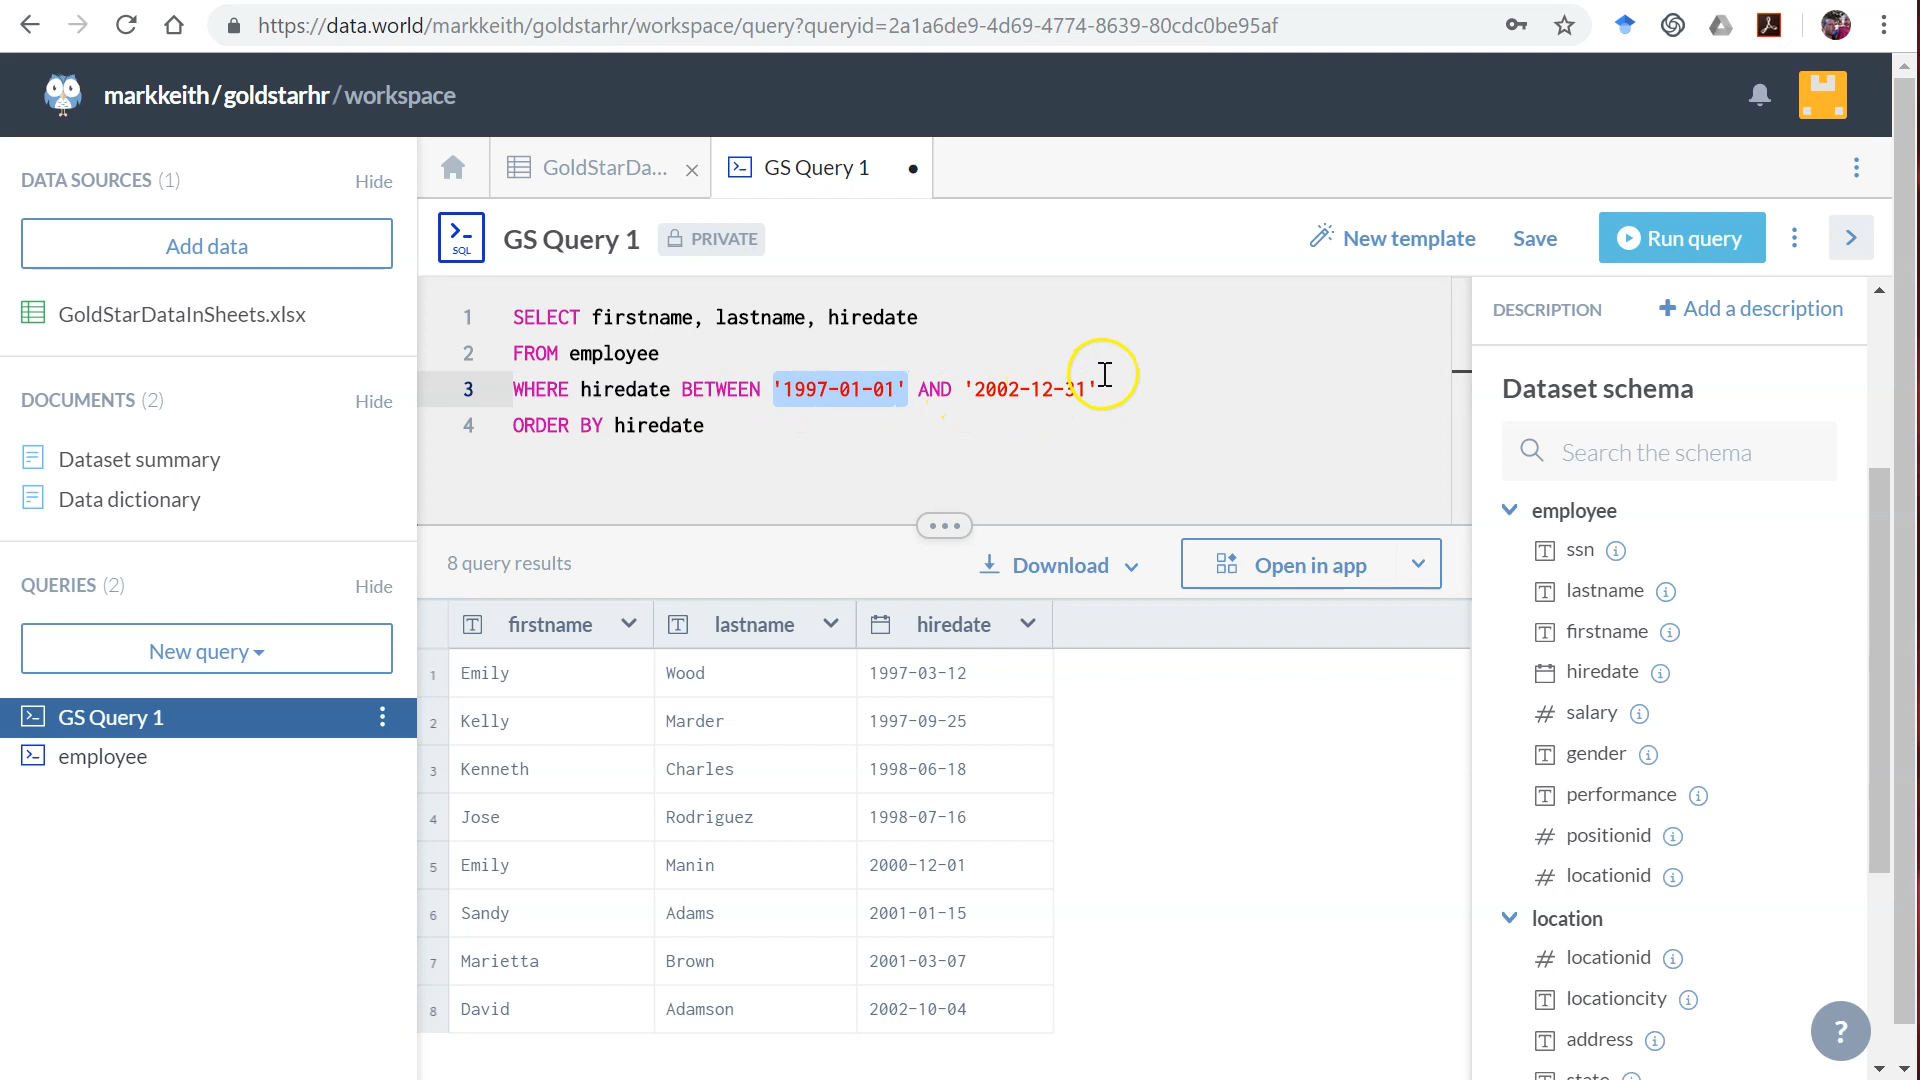 https://data.world/markkeith/goldstarhr/workspace/query?queryid=2a1a6de9-4d69-4774-8639-80cdc0be95af
markkeith/goldstarhr/workspace
DATA SOURCES (1)
Hide
Add data
GoldStarDataInSheets.xlsx
DOCUMENTS (2)
Hide
Dataset summary
Data dictionary
QUERIES (2)
Hide
New query
GS Query 1
employee
GoldStarDa...
GS Query 1
SQL
GS Query 1
PRIVATE
New template
Save
Run query
1 SELECT firstname, lastname, hiredate
2 FROM employee
3 WHERE hiredate BETWEEN '1997-01-01' AND '2002-12-31'
4 ORDER BY hiredate
8 query results
Download
Open in app
firstname lastname hiredate
1 Emily Wood 1997-03-12
2 Kelly Marder 1997-09-25
3 Kenneth Charles 1998-06-18
4 Jose Rodriguez 1998-07-16
5 Emily Manin 2000-12-01
6 Sandy Adams 2001-01-15
7 Marietta Brown 2001-03-07
8 David Adamson 2002-10-04
DESCRIPTION
+ Add a description
Dataset schema
Search the schema
employee
T ssn
T lastname
T firstname
hiredate
# salary
T gender
T performance
# positionid
# locationid
location
# locationid
T locationcity
T address
state
?